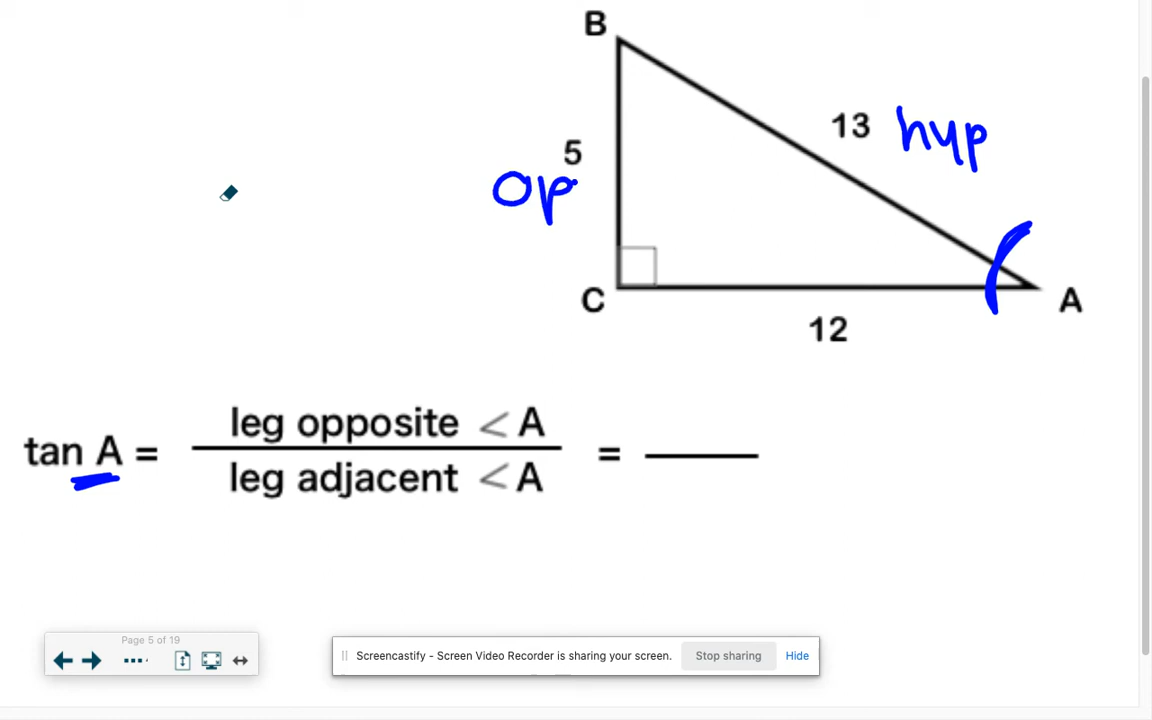 B
13 hyp
5
Op
C
A
12
tan A = leg opposite < A = ____
leg adjacent < A
Page 5 of 19
Screencastify - Screen Video Recorder is sharing your screen.
Stop sharing
Hide